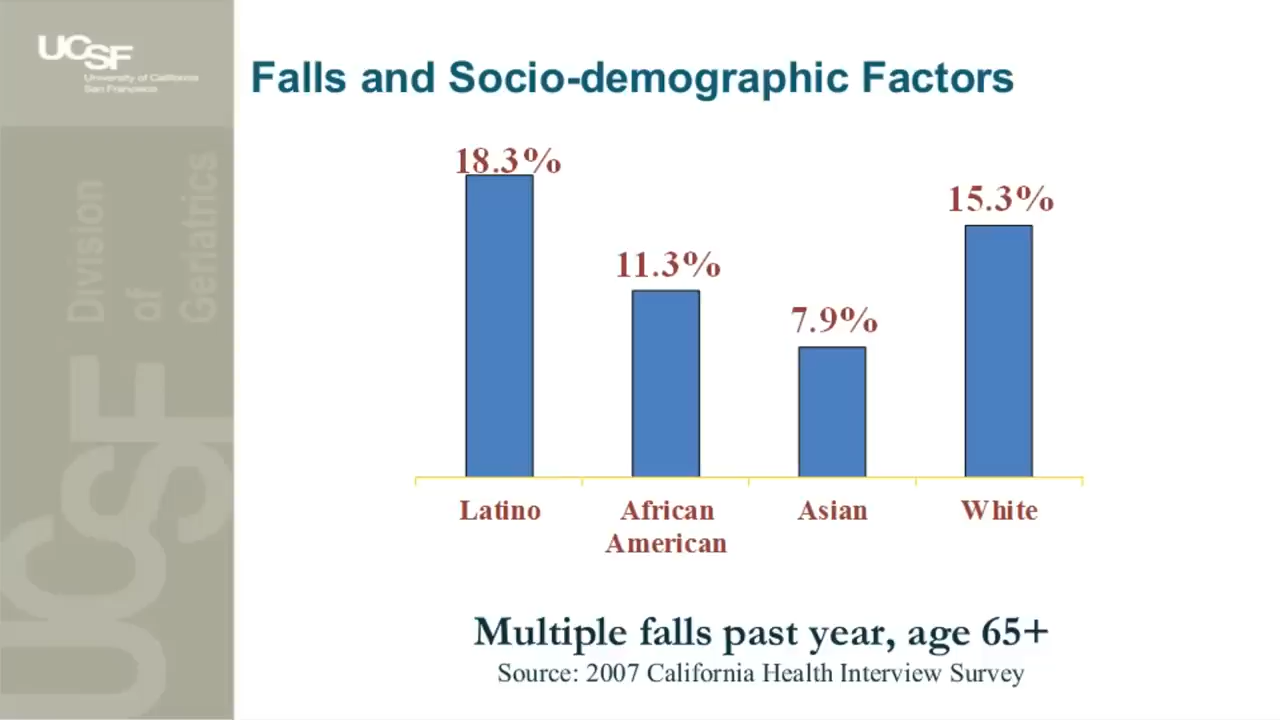 UCSF
University of California
San Francisco
Division
of
Geriatrics
UCSF
Falls and Socio-demographic Factors
18.3%
11.3%
7.9%
15.3%
Latino
African
American
Asian
White
Multiple falls past year, age 65+
Source: 2007 California Health Interview Survey